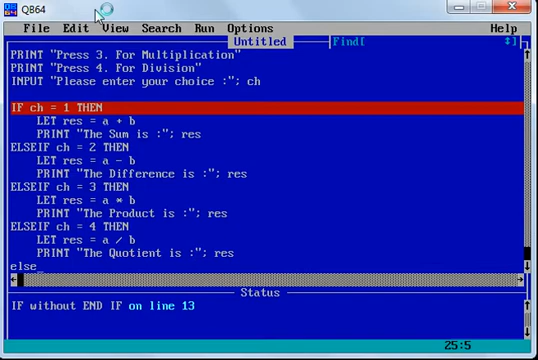 QB64
File Edit View Search Run Options Help
Untitled Find[ ]
PRINT "Press 3. For Multiplication"
PRINT "Press 4. For Division"
INPUT "Please enter your choice :"; ch
IF ch = 1 THEN
LET res = a + b
PRINT "The Sum is :"; res
ELSEIF ch = 2 THEN
LET res = a - b
PRINT "The Difference is :"; res
ELSEIF ch = 3 THEN
LET res = a * b
PRINT "The Product is :"; res
ELSEIF ch = 4 THEN
LET res = a / b
PRINT "The Quotient is :"; res
else_
Status
IF without END IF on line 13
25:5